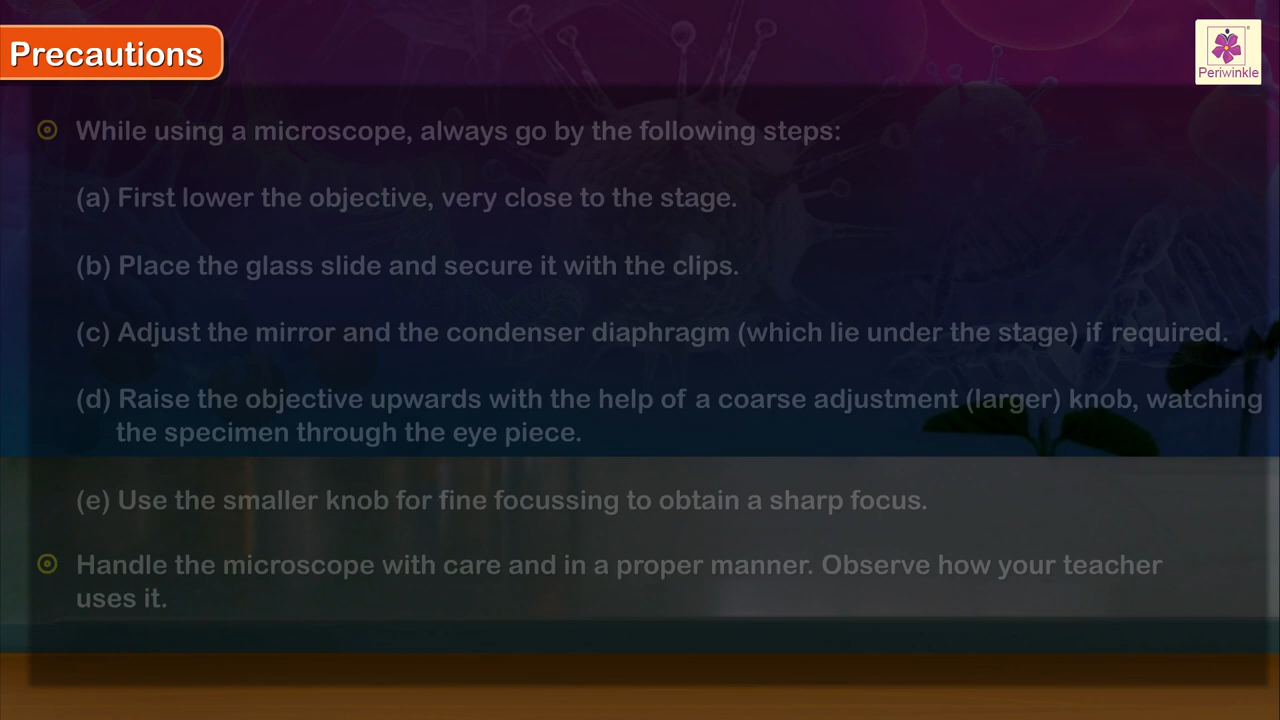 Precautions
Periwinkle
While using a microscope, always go by the following steps:
(a) First lower the objective, very close to the stage.
(b) Place the glass slide and secure it with the clips.
(c) Adjust the mirror and the condenser diaphragm (which lie under the stage) if required.
(d) Raise the objective upwards with the help of a coarse adjustment (larger) knob, watching
the specimen through the eye piece.
(e) Use the smaller knob for fine focussing to obtain a sharp focus.
Handle the microscope with care and in a proper manner. Observe how your teacher
uses it.